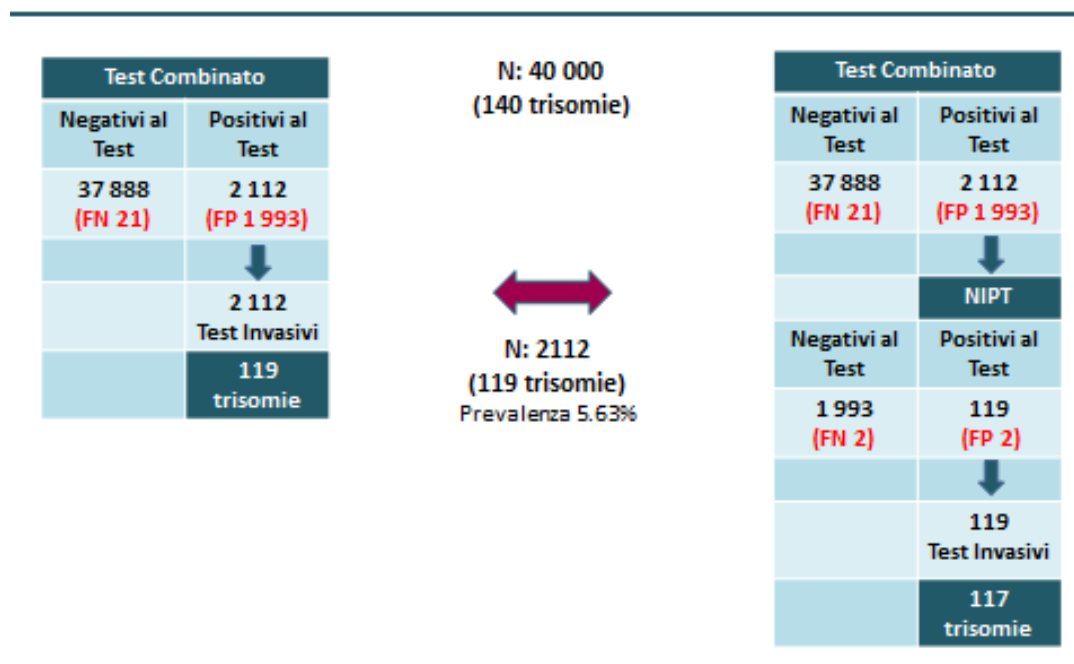 Test Combinato
Negativi al
Test
Positivi al
Test
37 888
(FN 21)
2 112
(FP 1 993)
2 112
Test Invasivi
119
trisomie
N: 40 000
(140 trisomie)
N: 2112
(119 trisomie)
Prevalenza 5.63%
Test Combinato
Negativi al
Test
Positivi al
Test
37 888
(FN 21)
2 112
(FP 1 993)
NIPT
Negativi al
Test
Positivi al
Test
1 993
(FN 2)
119
(FP 2)
119
Test Invasivi
117
trisomie